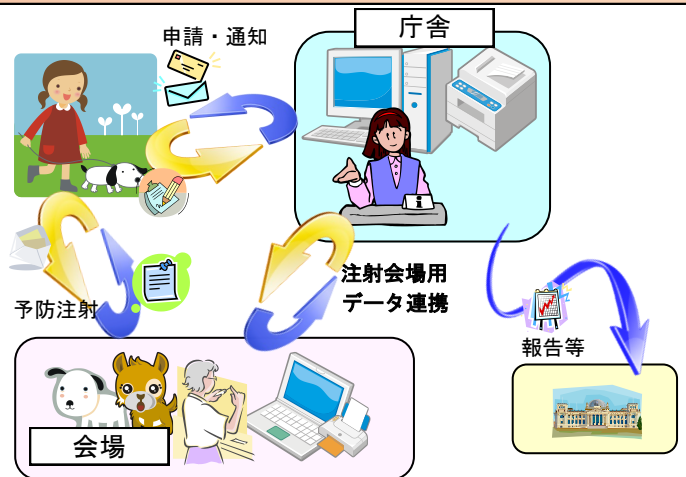 申請・通知
庁舎
予防注射
注射会場用
データ連携
報告等
会場